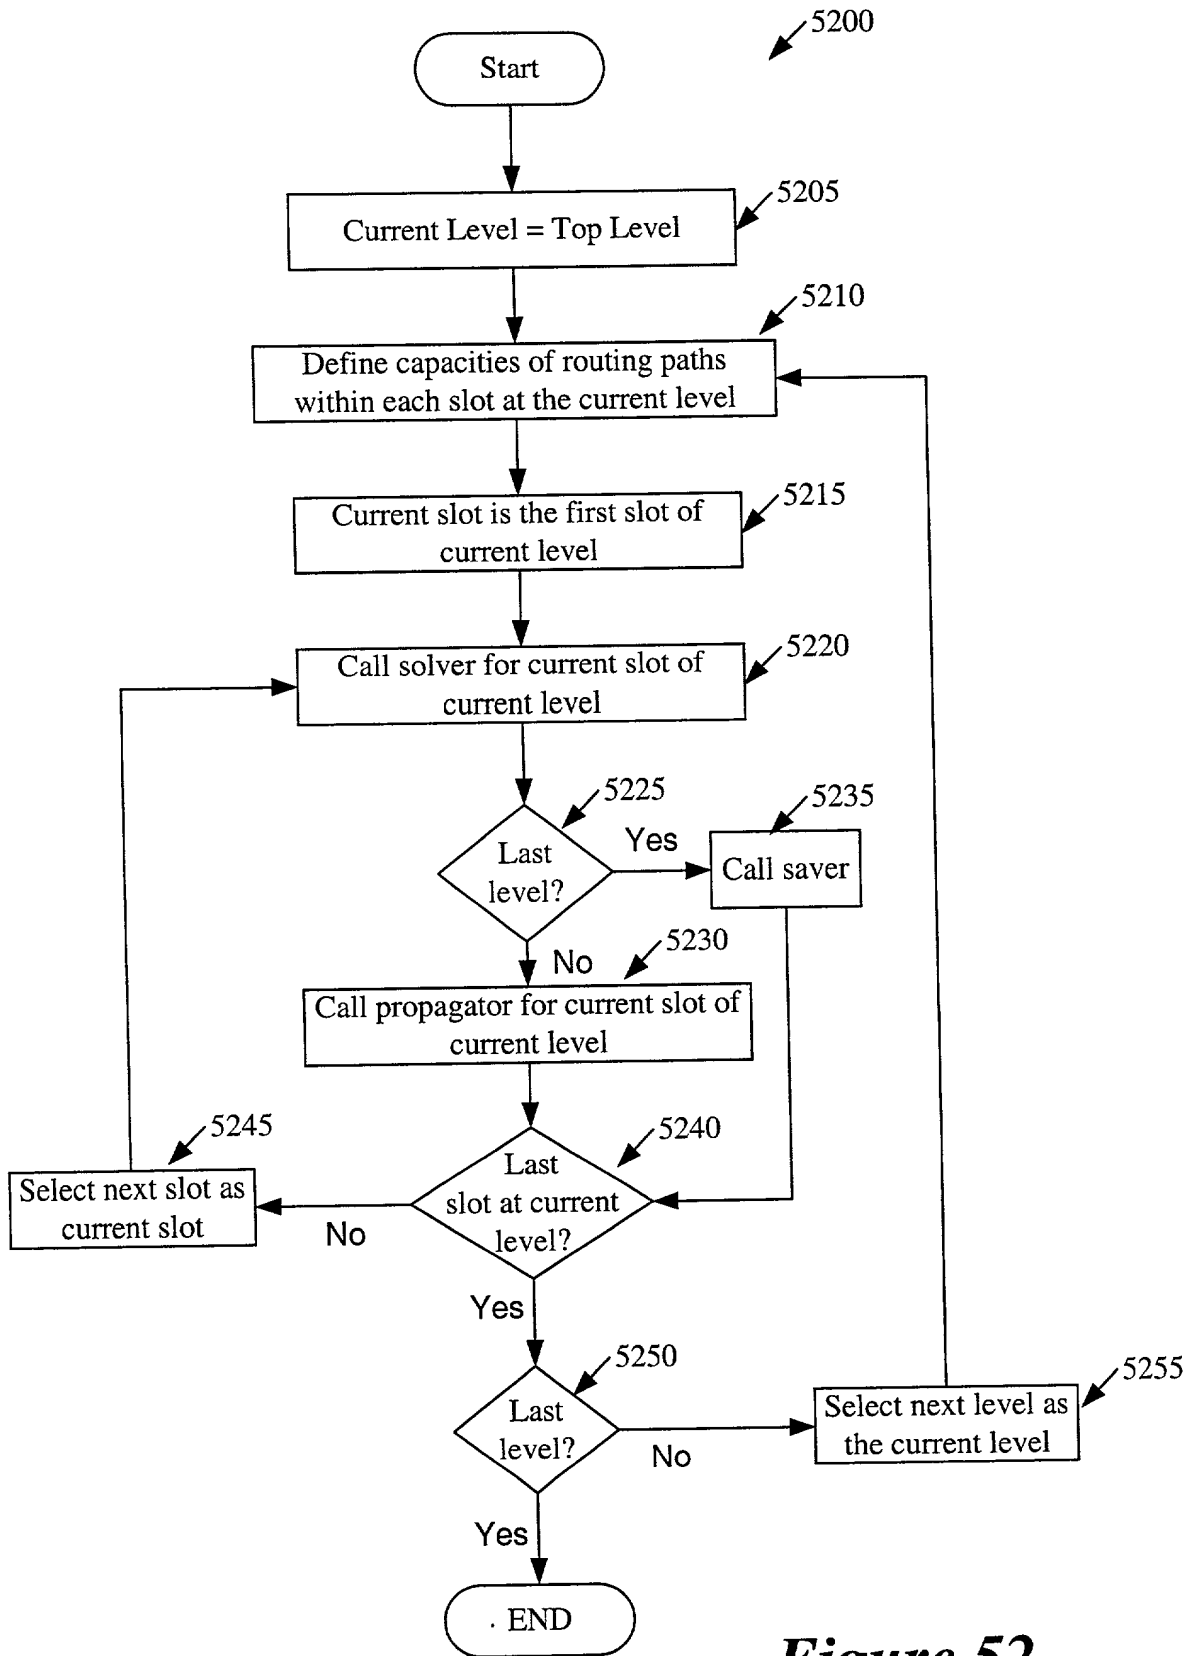 5200
Start
5205
Current Level = Top Level
5210
Define capacities of routing paths
within each slot at the current level
5215
Current slot is the first slot of
current level
5220
Call solver for current slot of
current level
5225
Last
level?
Yes
5235
Call saver
No
5230
Call propagator for current slot of
current level
5245
Select next slot as
current slot
No
5240
Last
slot at current
level?
Yes
5250
Last
level?
No
5255
Select next level as
the current level
Yes
END
Figure 52